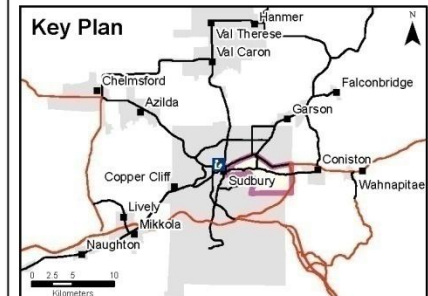 Key Plan
N
Hanmer
Val Therese
Val Caron
Chelmsford
Falconbridge
Azilda
Garson
Copper Cliff
Sudbury
Coniston
Wahnapitae
Lively
Mikkola
Naughton
0 2.5 5 10
Kilometers